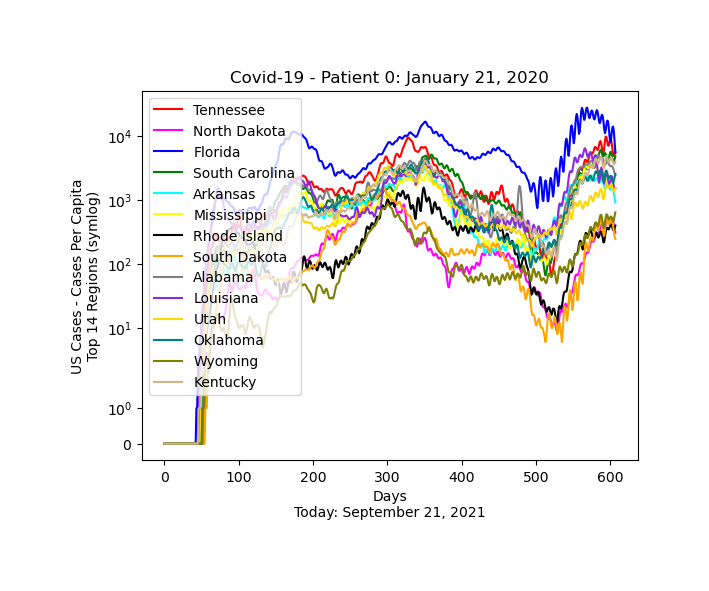 Covid-19 - Patient 0: January 21, 2020
US Cases - Cases Per Capita
Top 14 Regions (symlog)
10⁴
10³
10²
10¹
10⁰
0
Tennessee
North Dakota
Florida
South Carolina
Arkansas
Mississippi
Rhode Island
South Dakota
Alabama
Louisiana
Utah
Oklahoma
Wyoming
Kentucky
0 100 200 300 400 500 600
Days
Today: September 21, 2021